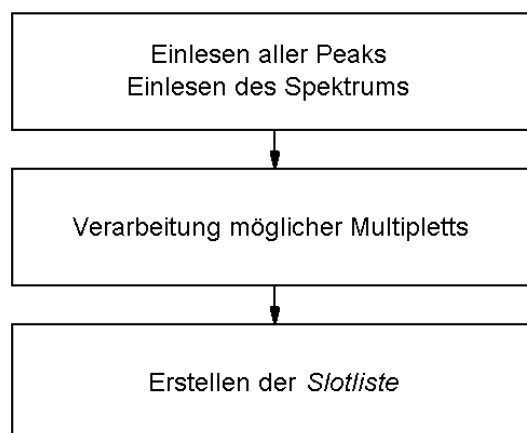 Einlesen aller Peaks
Einlesen des Spektrums
Verarbeitung möglicher Multipletts
Erstellen der Slotliste